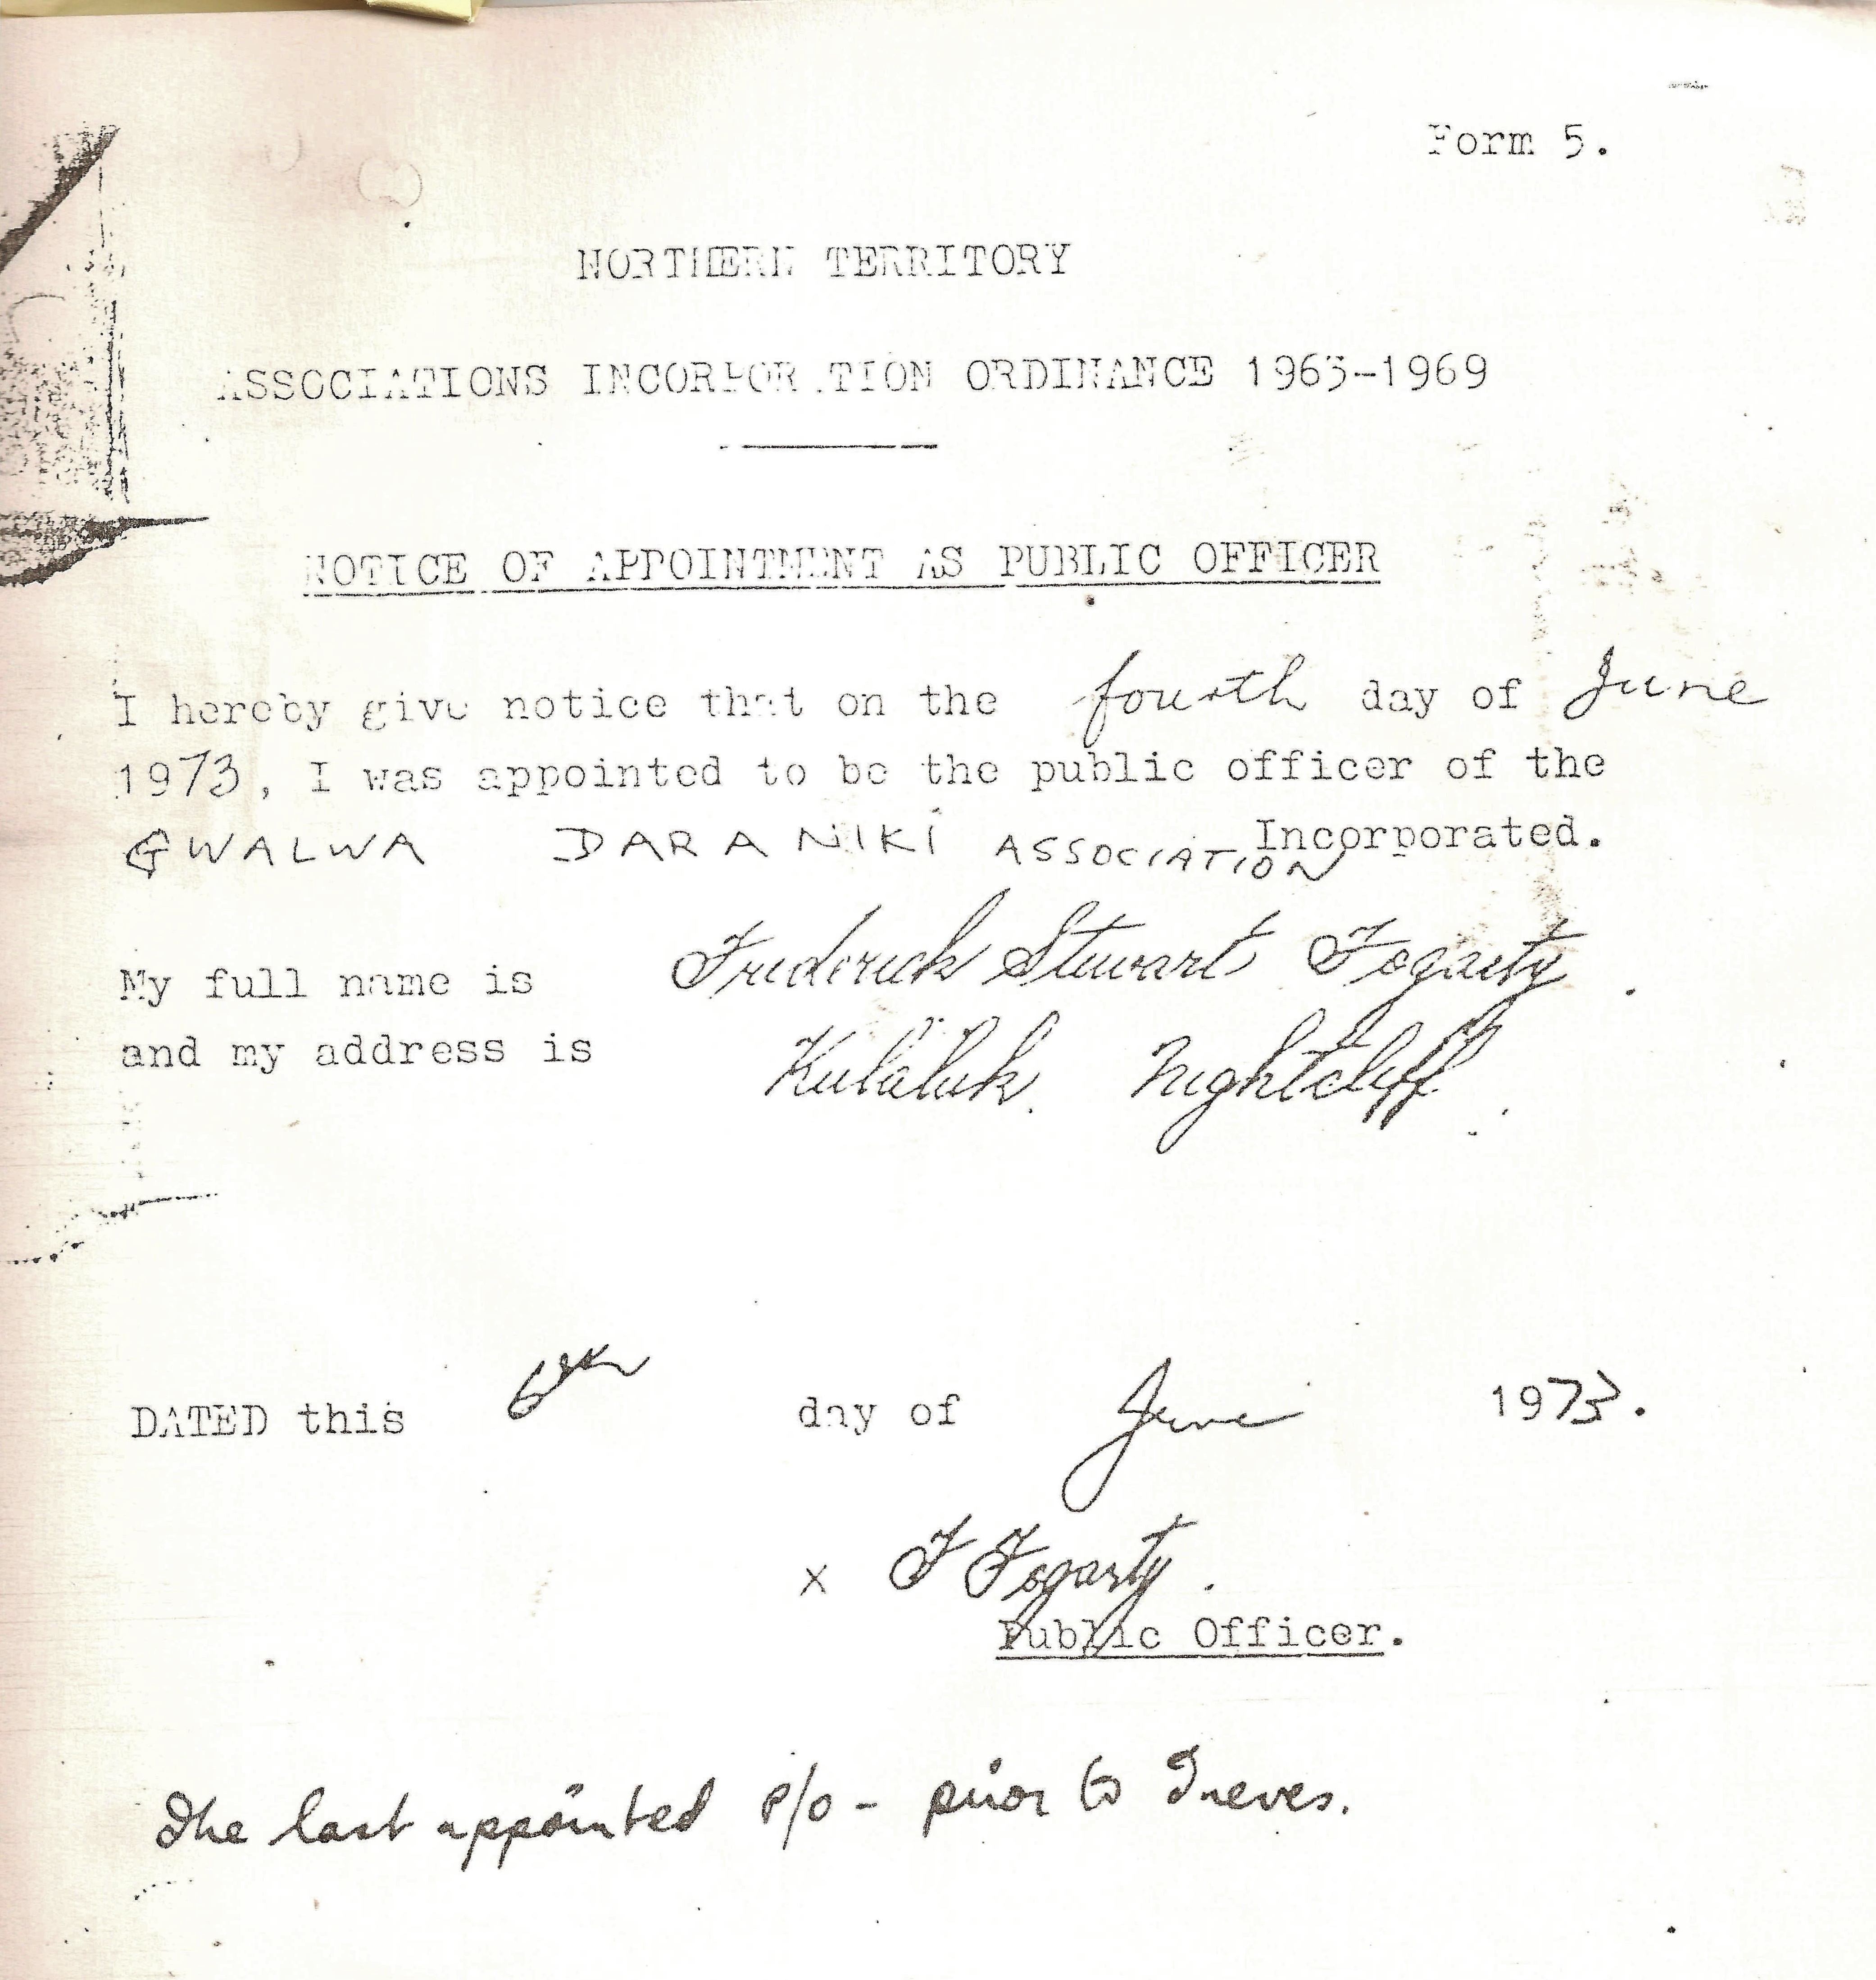 Form 5.
NORTHERN TERRITORY
ASSOCIATIONS INCORPORATION ORDINANCE 1963-1969
NOTICE OF APPOINTMENT AS PUBLIC OFFICER
I hereby give notice that on the fourth day of June
1973, I was appointed to be the public officer of the
GWALWA DARANIKI ASSOCIATION Incorporated.
My full name is Frederick Stewart Fogarty.
and my address is Kulaluk. Nightcliff.
DATED this day of June 1973.
x F Fogarty.
Public Officer.
The last appointed P/O - prior to